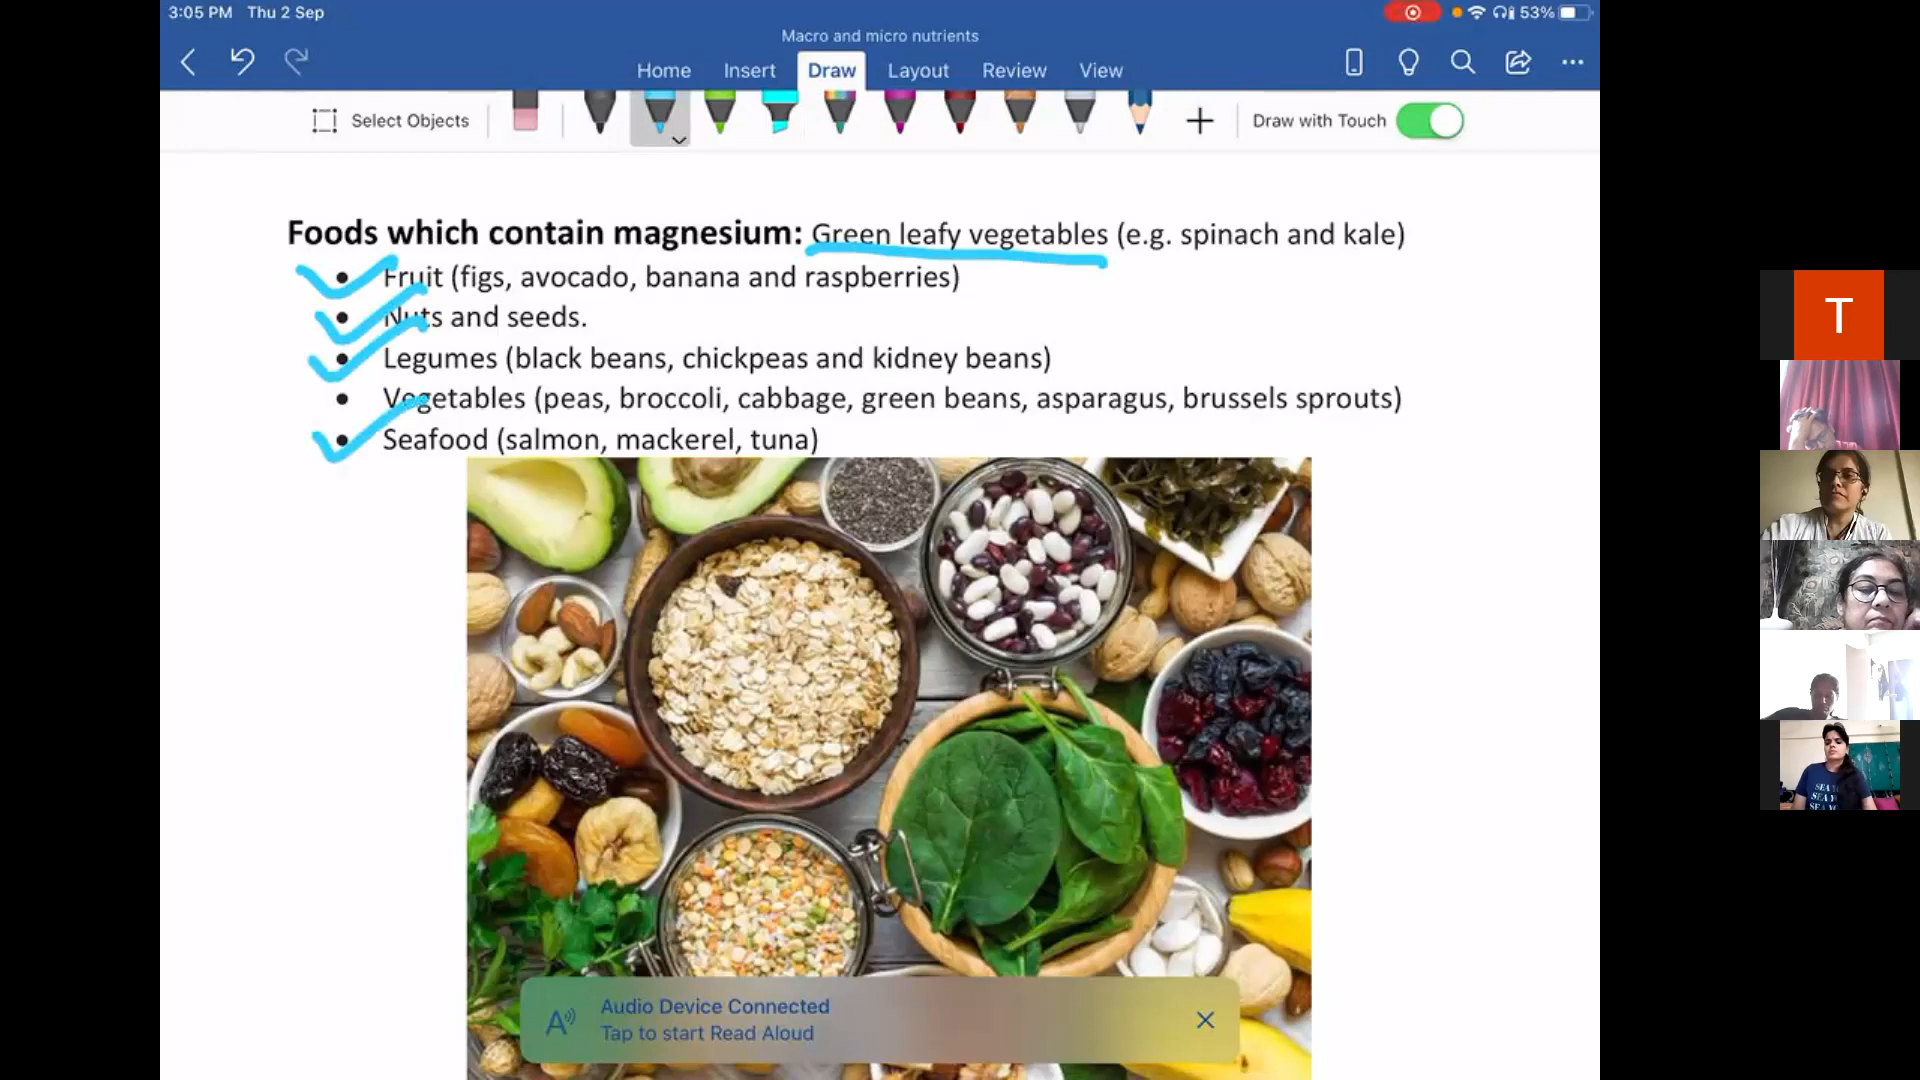 3:05 PM Thu 2 Sep
53%
Macro and micro nutrients
Home Insert Draw Layout Review View
Select Objects
Draw with Touch
Foods which contain magnesium: Green leafy vegetables (e.g. spinach and kale)
• Fruit (figs, avocado, banana and raspberries)
• Nuts and seeds.
• Legumes (black beans, chickpeas and kidney beans)
• Vegetables (peas, broccoli, cabbage, green beans, asparagus, brussels sprouts)
• Seafood (salmon, mackerel, tuna)
Audio Device Connected
Tap to start Read Aloud
T